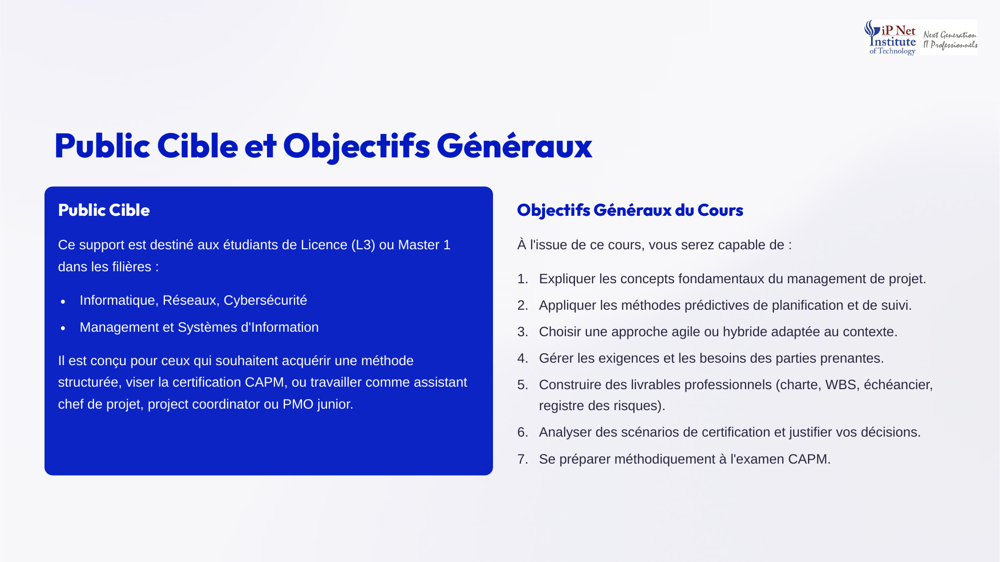 iP Net
Institute
of Technology
Next Generation
IT Professionnels
Public Cible et Objectifs Généraux
Public Cible
Ce support est destiné aux étudiants de Licence (L3) ou Master 1
dans les filières :
• Informatique, Réseaux, Cybersécurité
• Management et Systèmes d'Information
Il est conçu pour ceux qui souhaitent acquérir une méthode
structurée, viser la certification CAPM, ou travailler comme assistant
chef de projet, project coordinator ou PMO junior.
Objectifs Généraux du Cours
À l'issue de ce cours, vous serez capable de :
1. Expliquer les concepts fondamentaux du management de projet.
2. Appliquer les méthodes prédictives de planification et de suivi.
3. Choisir une approche agile ou hybride adaptée au contexte.
4. Gérer les exigences et les besoins des parties prenantes.
5. Construire des livrables professionnels (charte, WBS, échéancier,
registre des risques).
6. Analyser des scénarios de certification et justifier vos décisions.
7. Se préparer méthodiquement à l'examen CAPM.